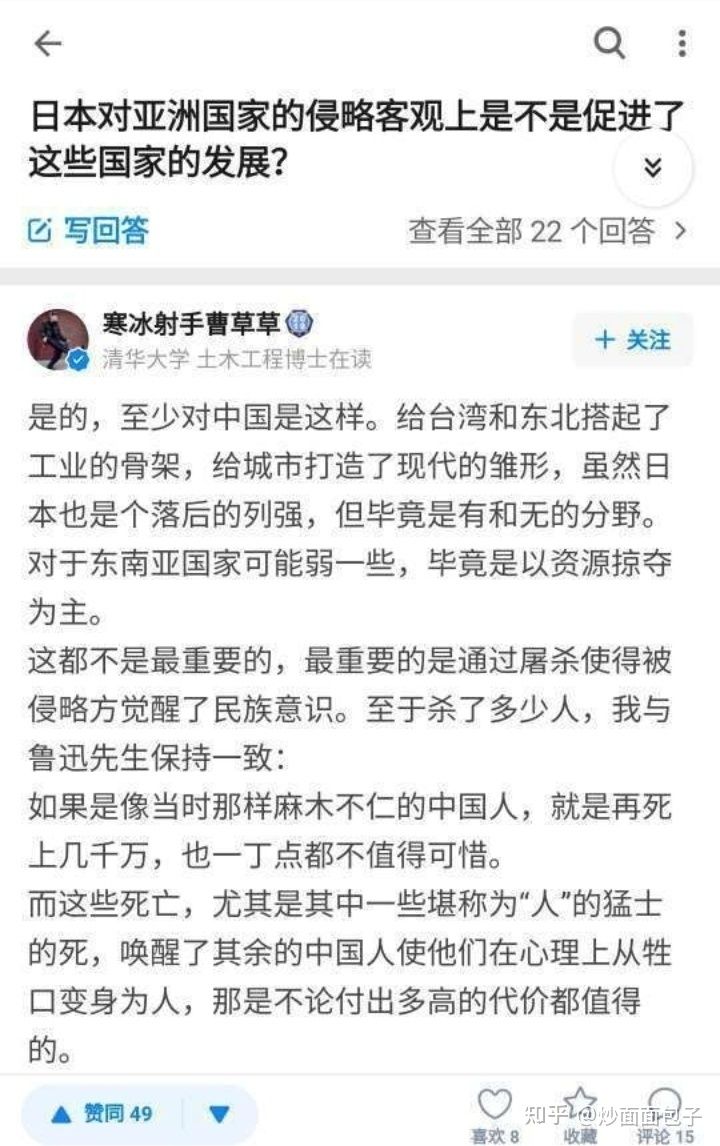 日本对亚洲国家的侵略客观上是不是促进了
这些国家的发展？
写回答
查看全部 22 个回答
寒冰射手曹草草
清华大学 土木工程博士在读
+ 关注
是的，至少对中国是这样。给台湾和东北搭起了
工业的骨架，给城市打造了现代的雏形，虽然日
本也是个落后的列强，但毕竟是有和无的分野。
对于东南亚国家可能弱一些，毕竟是以资源掠夺
为主。
这都不是最重要的，最重要的是通过屠杀使得被
侵略方觉醒了民族意识。至于杀了多少人，我与
鲁迅先生保持一致：
如果是像当时那样麻木不仁的中国人，就是再死
上几千万，也一丁点都不值得可惜。
而这些死亡，尤其是其中一些堪称为“人”的猛士
的死，唤醒了其余的中国人使他们在心理上从牲
口变身为人，那是不论付出多高的代价都值得
的。
赞同 49
喜欢 8
收藏
评论 15
知乎 @炒面面包子